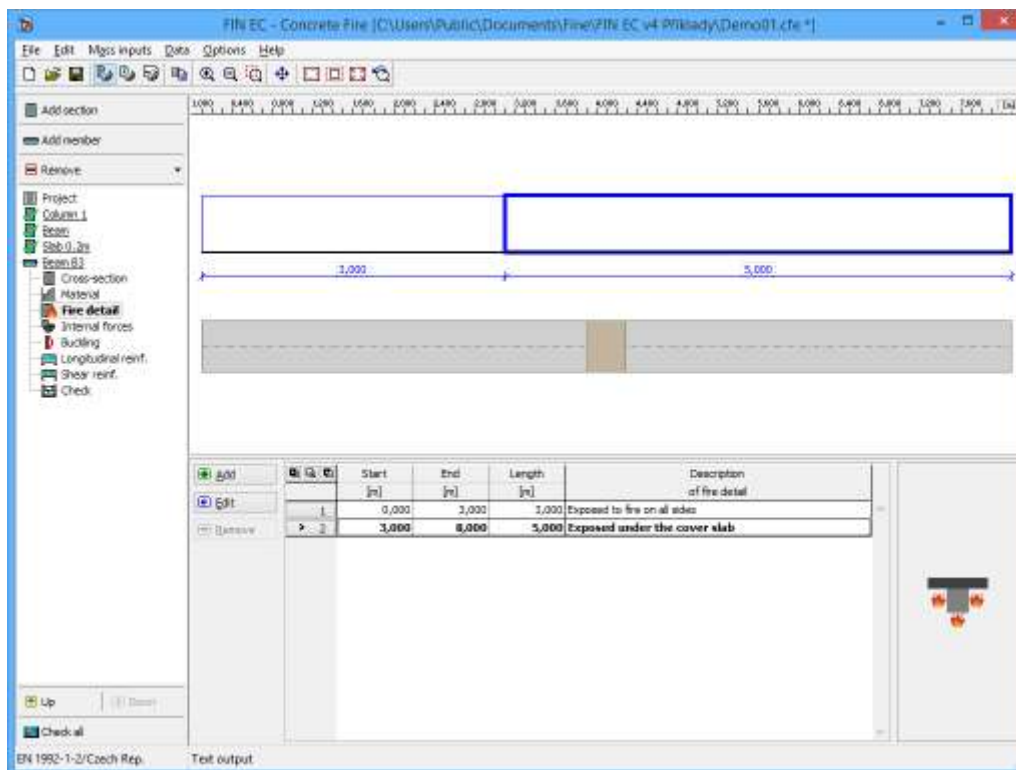 FIN EC - Concrete Fire [C:\Users\Public\Documents\Fine\FIN EC v4 Příklady\Demo01.cfe *]
File Edit Mass inputs Data Options Help
Add section
Add member
Remove
Project
Column 1
Beam
Slab 0.2m
Beam B3
Cross-section
Material
Fire detail
Internal forces
Buckling
Longitudinal reinf.
Shear reinf.
Check
Up Down
Check all
[m]
3,000 5,000
Add
Edit
Remove
Start End Length Description
[m] [m] [m] of fire detail
1 0,000 3,000 3,000 Exposed to fire on all sides
> 2 3,000 8,000 5,000 Exposed under the cover slab
EN 1992-1-2/Czech Rep. Text output